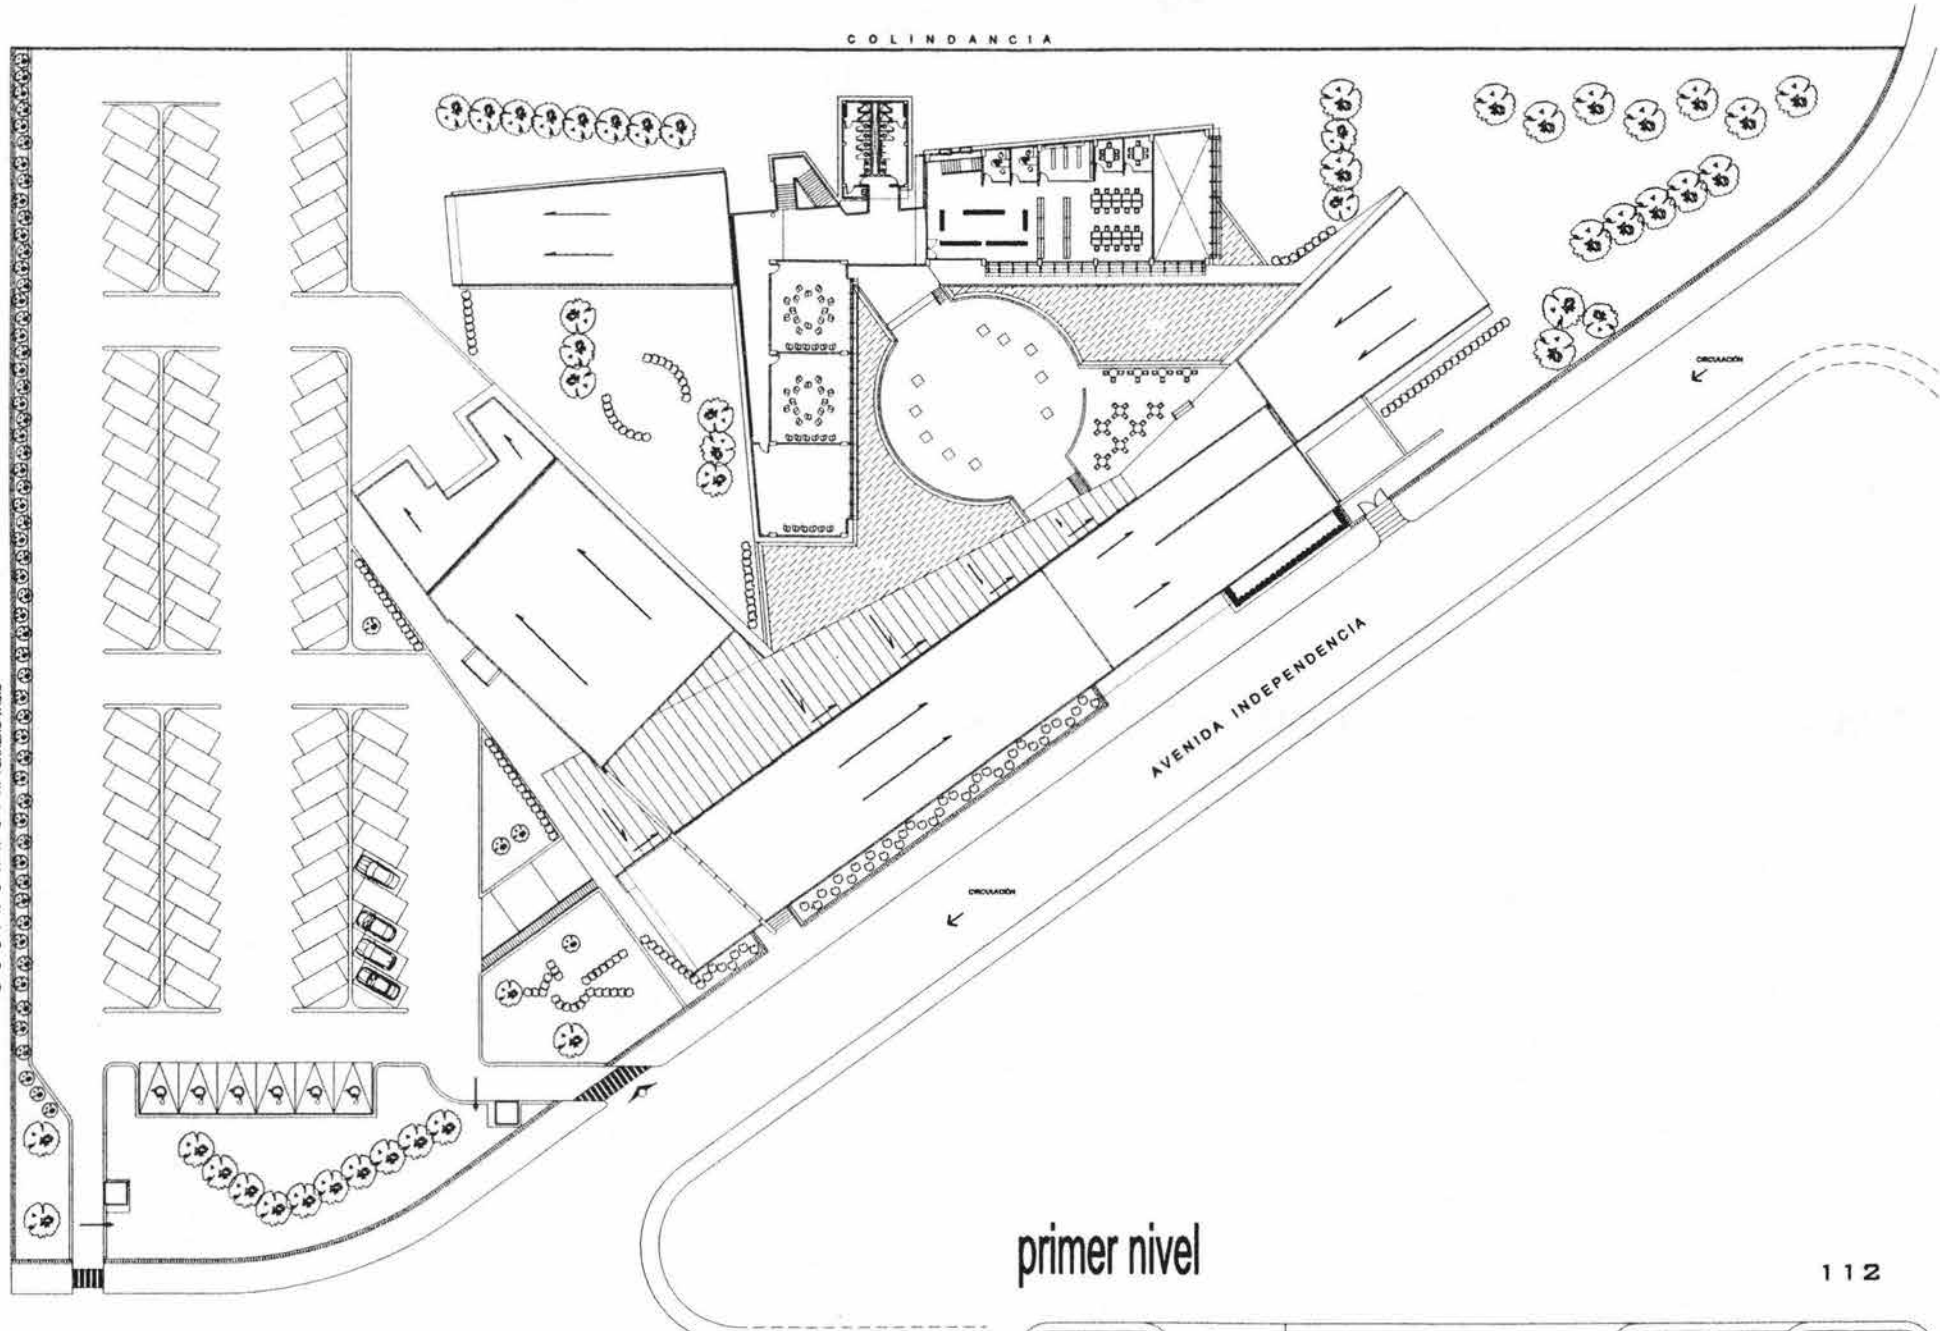 COLINDANCIA
CIRCULACIÓN
AVENIDA INDEPENDENCIA
CIRCULACIÓN
primer nivel
112